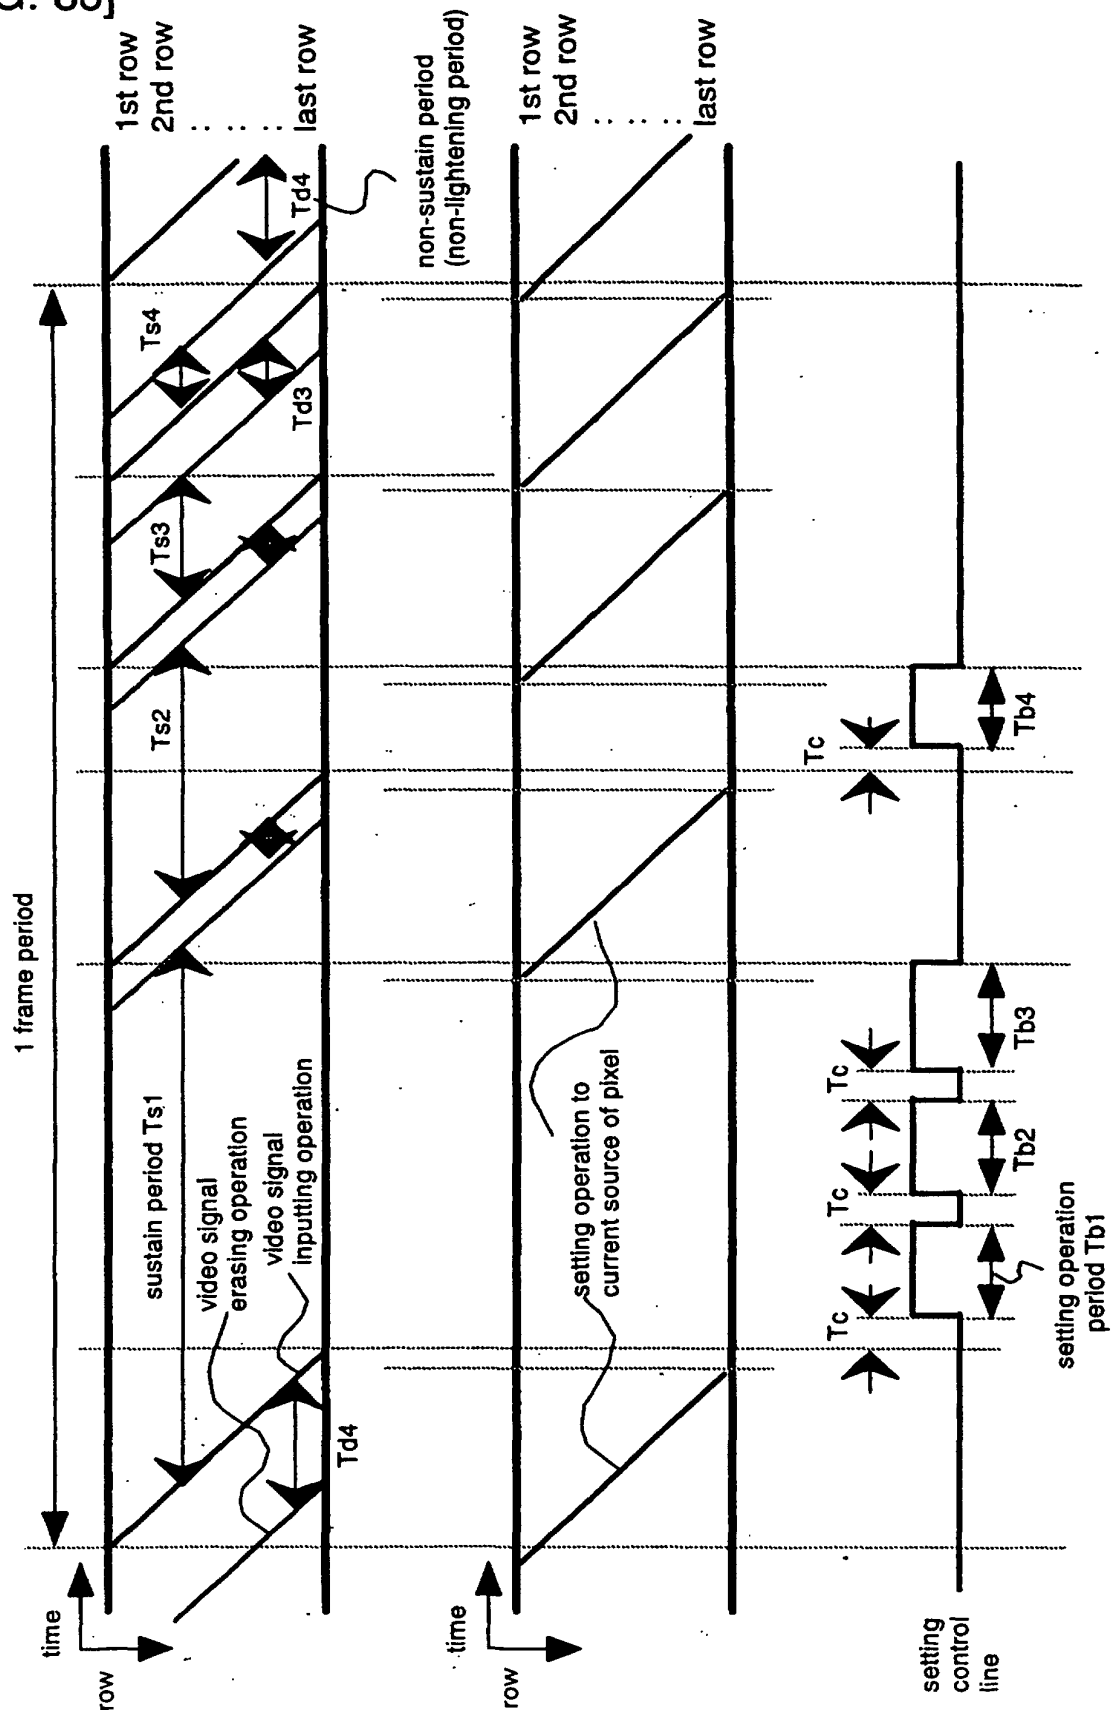 1 frame period
time
row
sustain period Ts1
video signal
erasing operation
video signal
inputting operation
Td4
Ts2
Ts3
Ts4
Td3
Td4
1st row
2nd row
last row
non-sustain period
(non-lightening period)
time
row
setting operation to
current source of pixel
1st row
2nd row
last row
setting
control
line
Tc
Tc
Tc
Tc
setting operation
period Tb1
Tb2
Tb3
Tb4